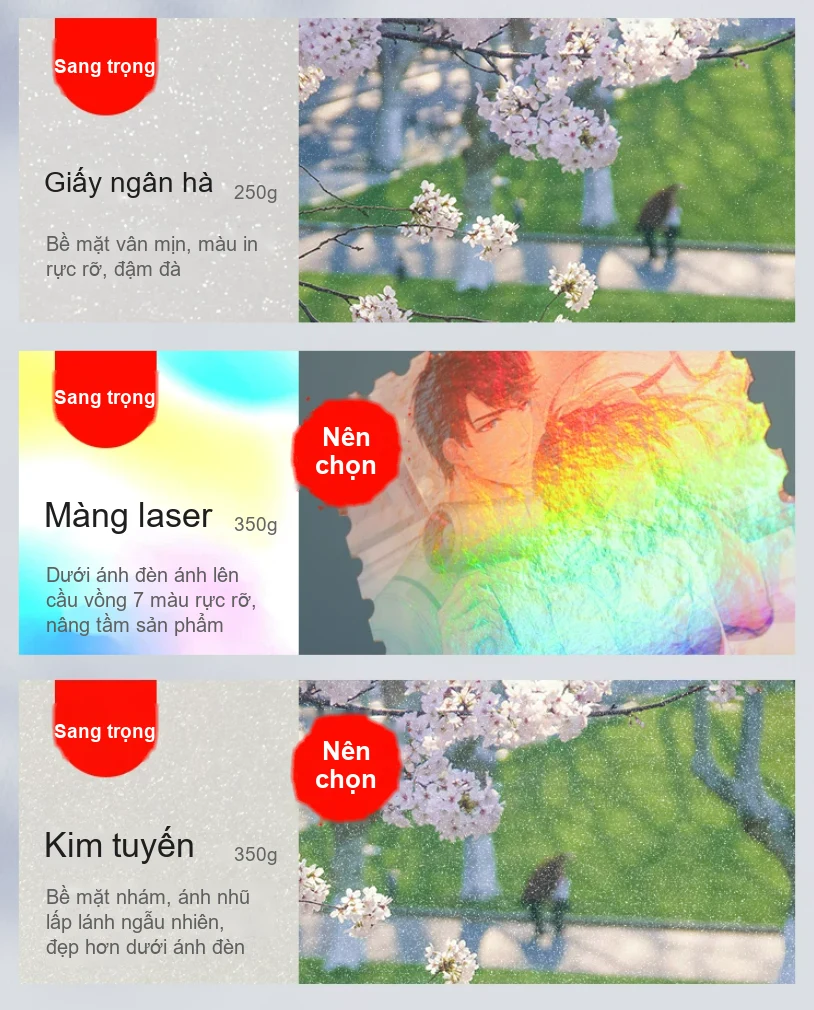 Sang trọng
Giấy ngân hà 250g
Bề mặt vân mịn, màu in
rực rỡ, đậm đà
Sang trọng
Nên
chọn
Màng laser 350g
Dưới ánh đèn ánh lên
cầu vồng 7 màu rực rỡ,
nâng tầm sản phẩm
Sang trọng
Nên
chọn
Kim tuyến 350g
Bề mặt nhám, ánh nhũ
lấp lánh ngẫu nhiên,
đẹp hơn dưới ánh đèn